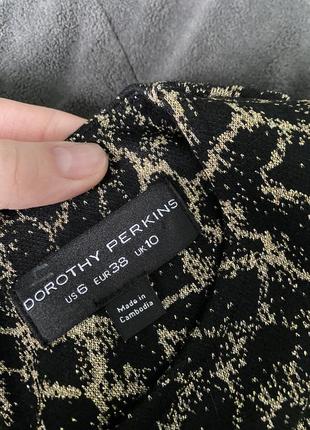 DOROTHY PERKINS
US 6 EUR 38 UK 10
Made in
Cambodia